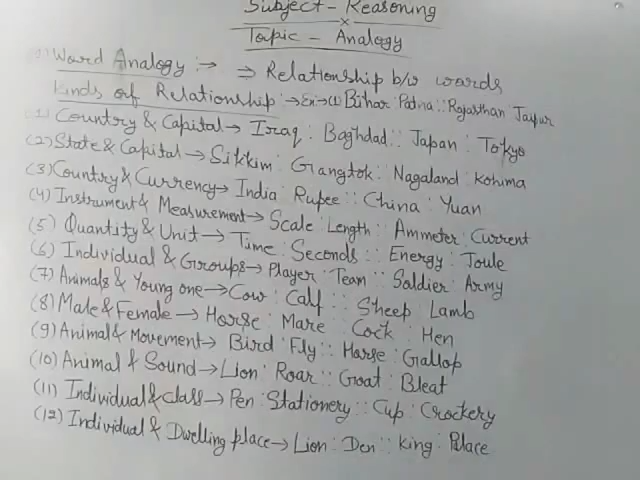 Subject - Reasoning
x
Topic - Analogy
(1) Word Analogy :→ ⇒ Relationship b/w words
Kinds of Relationship :→ Ex:→ (1) Bihar : Patna :: Rajasthan : Jaipur
(1) Country & Capital → Iraq : Baghdad :: Japan : Tokyo
(2) State & Capital → Sikkim : Gangtok :: Nagaland : Kohima
(3) Country & Currency → India : Rupee :: China : Yuan
(4) Instrument & Measurement → Scale : Length :: Ammeter : Current
(5) Quantity & Unit → Time : Seconds :: Energy : Joule
(6) Individual & Groups → Player : Team :: Saldier : Army
(7) Animals & Young one → Cow : Calf :: Sheep : Lamb
(8) Male & Female → Horse : Mare :: Cock : Hen
(9) Animal & Movement → Bird : Fly :: Horse : Gallop
(10) Animal & Sound → Lion : Roar :: Goat : Bleat
(11) Individual & Class → Pen : Stationery :: Cup : Crockery
(12) Individual & Dwelling place → Lion : Den :: King : Palace